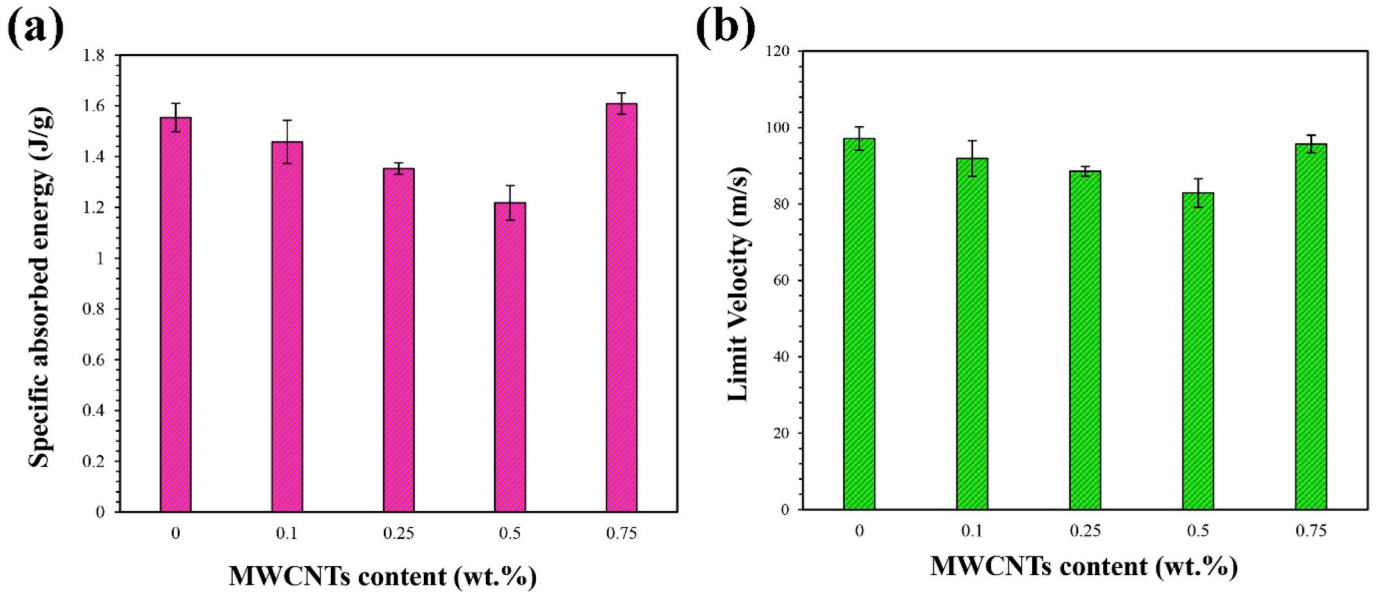 (a)
Specific absorbed energy (J/g)
1.8
1.6
1.4
1.2
1
0.8
0.6
0.4
0.2
0
0 0.1 0.25 0.5 0.75
MWCNTs content (wt.%)
(b)
Limit Velocity (m/s)
120
100
80
60
40
20
0
0 0.1 0.25 0.5 0.75
MWCNTs content (wt.%)